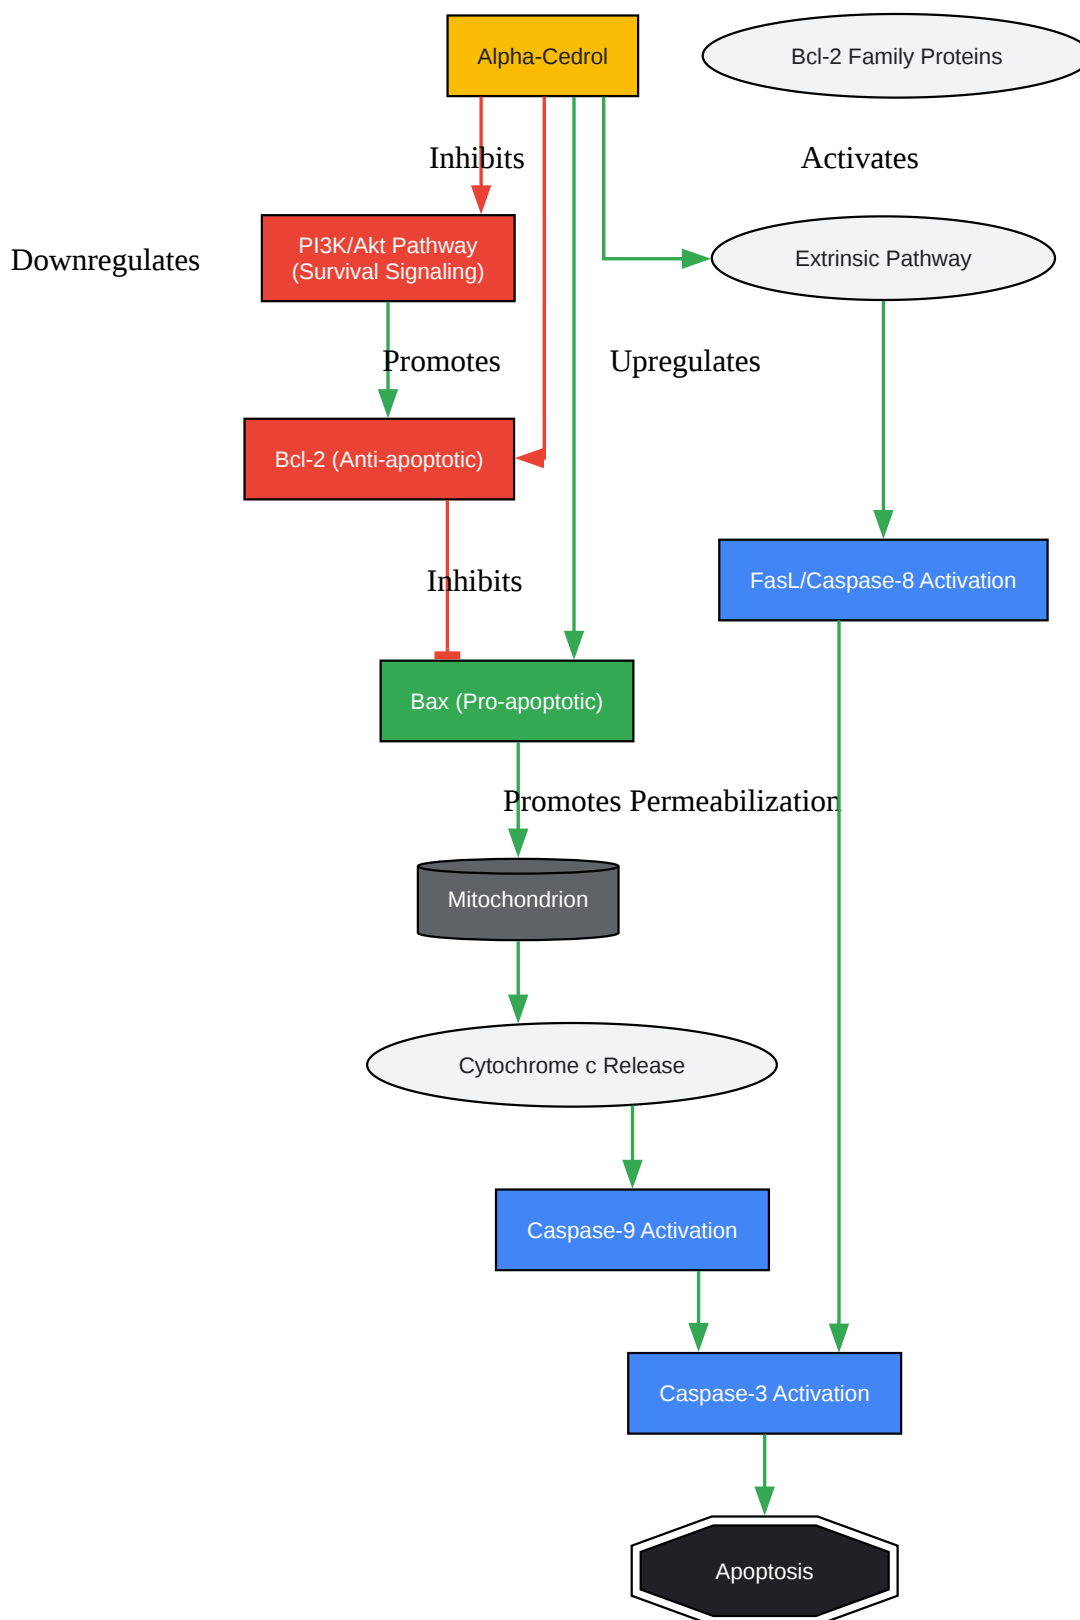 Alpha-Cedrol
Bcl-2 Family Proteins
Inhibits
Activates
PI3K/Akt Pathway
(Survival Signaling)
Downregulates
Extrinsic Pathway
Promotes
Upregulates
Bcl-2 (Anti-apoptotic)
Inhibits
FasL/Caspase-8 Activation
Bax (Pro-apoptotic)
Promotes Permeabilization
Mitochondrion
Cytochrome c Release
Caspase-9 Activation
Caspase-3 Activation
Apoptosis